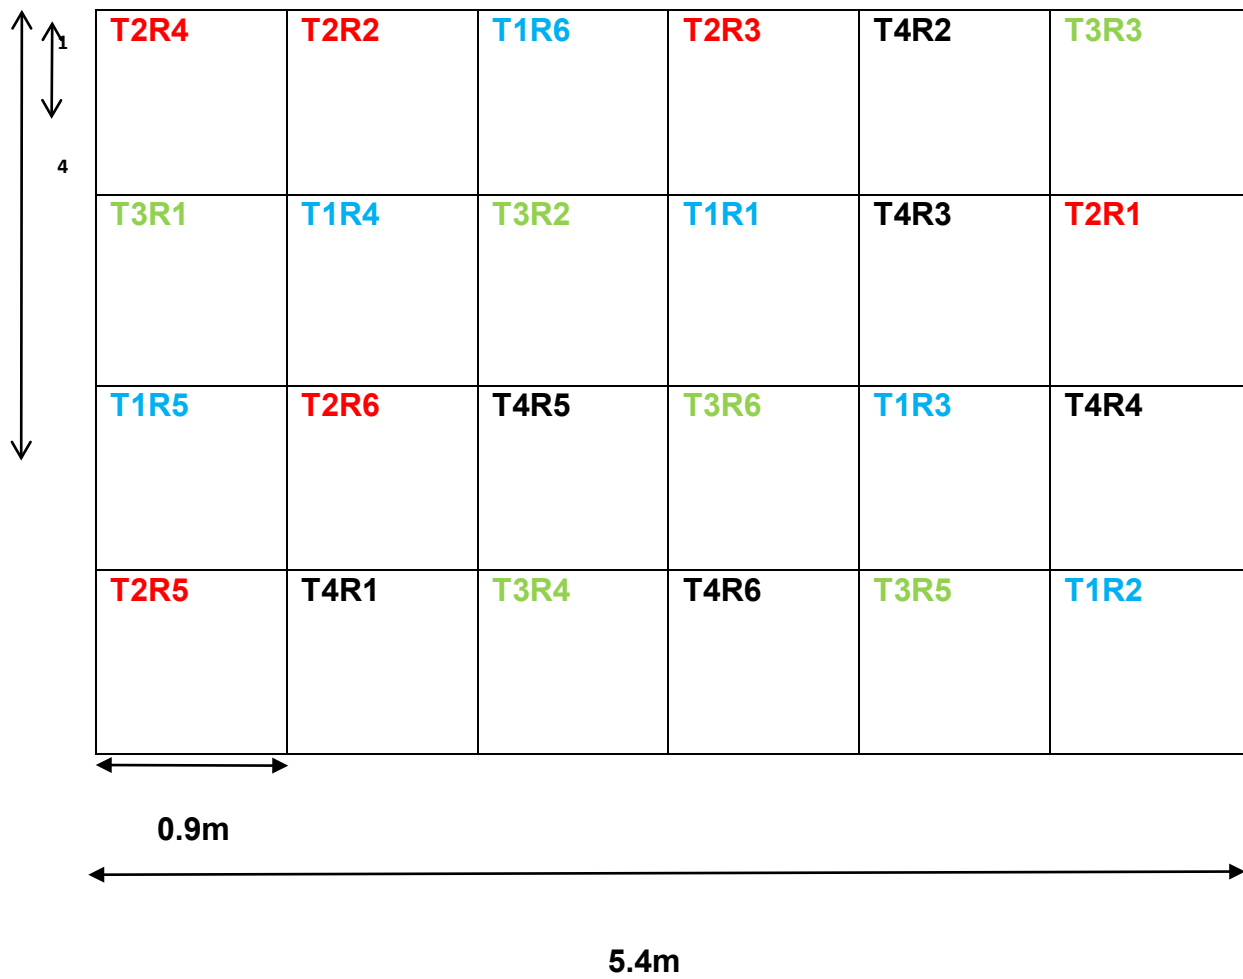 T2R4 T2R2 T1R6 T2R3 T4R2 T3R3
1
4
T3R1 T1R4 T3R2 T1R1 T4R3 T2R1
T1R5 T2R6 T4R5 T3R6 T1R3 T4R4
T2R5 T4R1 T3R4 T4R6 T3R5 T1R2
0.9m
5.4m